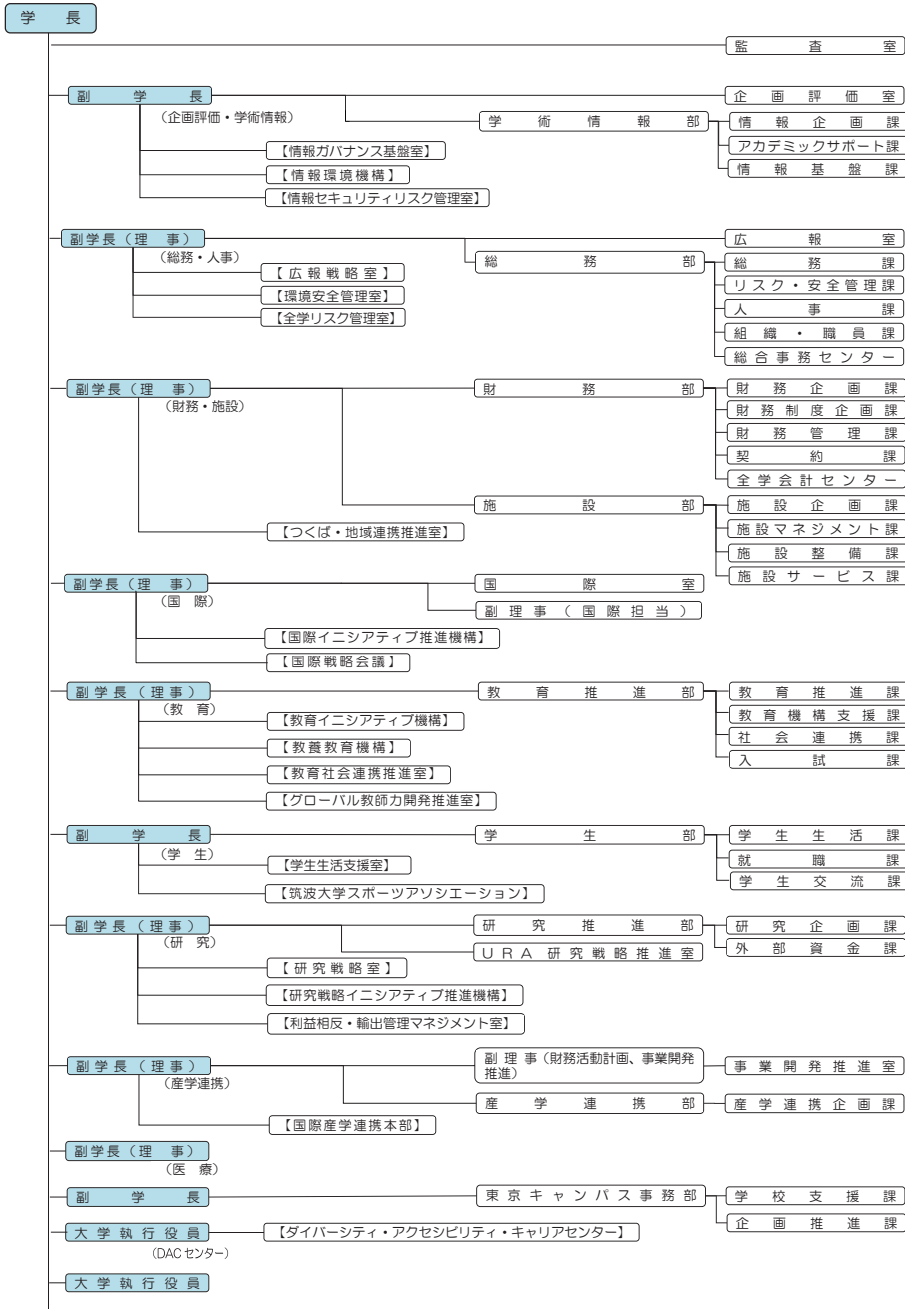 学長
監査室
副学長 企画評価室
（企画評価・学術情報） 学術情報部 情報企画課
アカデミックサポート課
【情報ガバナンス基盤室】
【情報環境機構】 情報基盤課
【情報セキュリティリスク管理室】
副学長（理事） 広報室
（総務・人事） 総務部 総務課
【広報戦略室】 リスク・安全管理課
【環境安全管理室】 人事課
【全学リスク管理室】 組織・職員課
総合事務センター
副学長（理事） 財務部 財務企画課
（財務・施設） 財務制度企画課
財務管理課
契約課
全学会計センター
施設部 施設企画課
【つくば・地域連携推進室】 施設マネジメント課
施設整備課
副学長（理事） 国際室 施設サービス課
（国際） 副理事（国際担当）
【国際イニシアティブ推進機構】
【国際戦略会議】
副学長（理事） 教育推進部 教育推進課
（教育） 教育機構支援課
【教育イニシアティブ機構】 社会連携課
【教養教育機構】 入試課
【教育社会連携推進室】
【グローバル教師力開発推進室】
副学長 学生部 学生生活課
（学生） 就職課
【学生生活支援室】 学生交流課
【筑波大学スポーツアソシエーション】
副学長（理事） 研究推進部 研究企画課
（研究） URA研究戦略推進室 外部資金課
【研究戦略室】
【研究戦略イニシアティブ推進機構】
【利益相反・輸出管理マネジメント室】
副学長（理事） 副理事（財務活動計画、事業開発
推進） 事業開発推進室
（産学連携） 産学連携部 産学連携企画課
【国際産学連携本部】
副学長（理事）
（医療）
副学長 東京キャンパス事務部 学校支援課
企画推進課
大学執行役員 【ダイバーシティ・アクセシビリティ・キャリアセンター】
（DACセンター）
大学執行役員